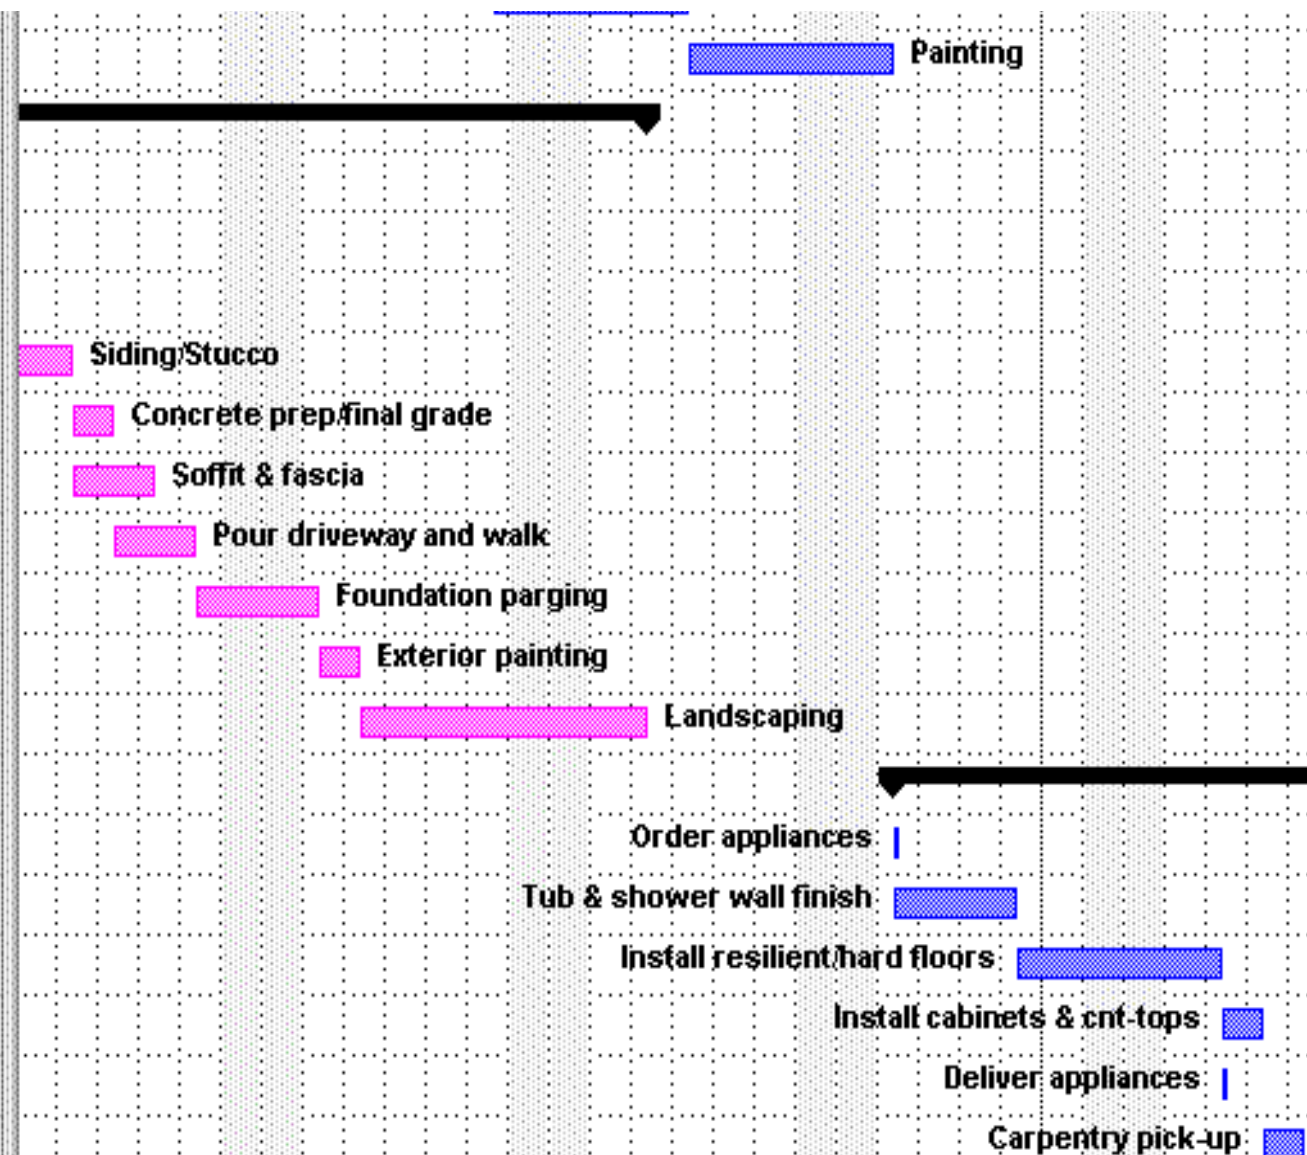 Painting
Siding/Stucco
Concrete prep/final grade
Soffit & fascia
Pour driveway and walk
Foundation parging
Exterior painting
Landscaping
Order appliances
Tub & shower wall finish
Install resilient/hard floors
Install cabinets & cnt-tops
Deliver appliances
Carpentry pick-up